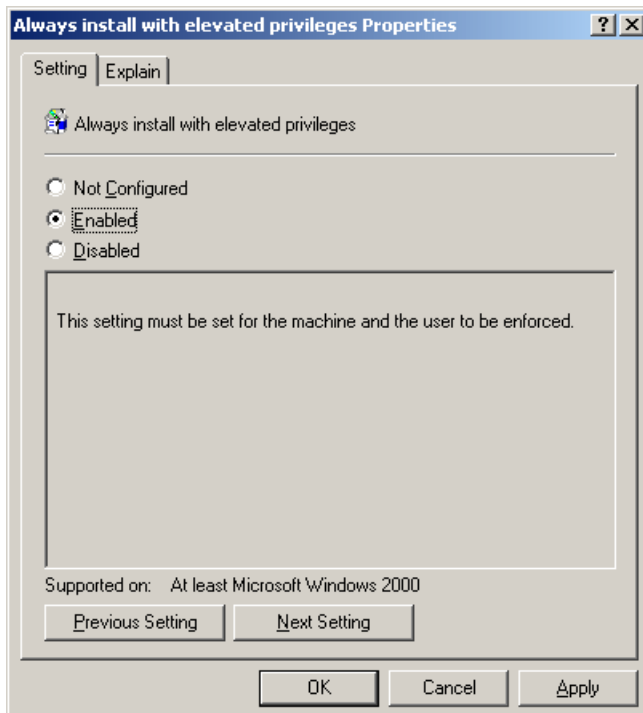 Always install with elevated privileges Properties
Setting
Explain
Always install with elevated privileges
Not Configured
Enabled
Disabled
This setting must be set for the machine and the user to be enforced.
Supported on: At least Microsoft Windows 2000
Previous Setting
Next Setting
OK
Cancel
Apply